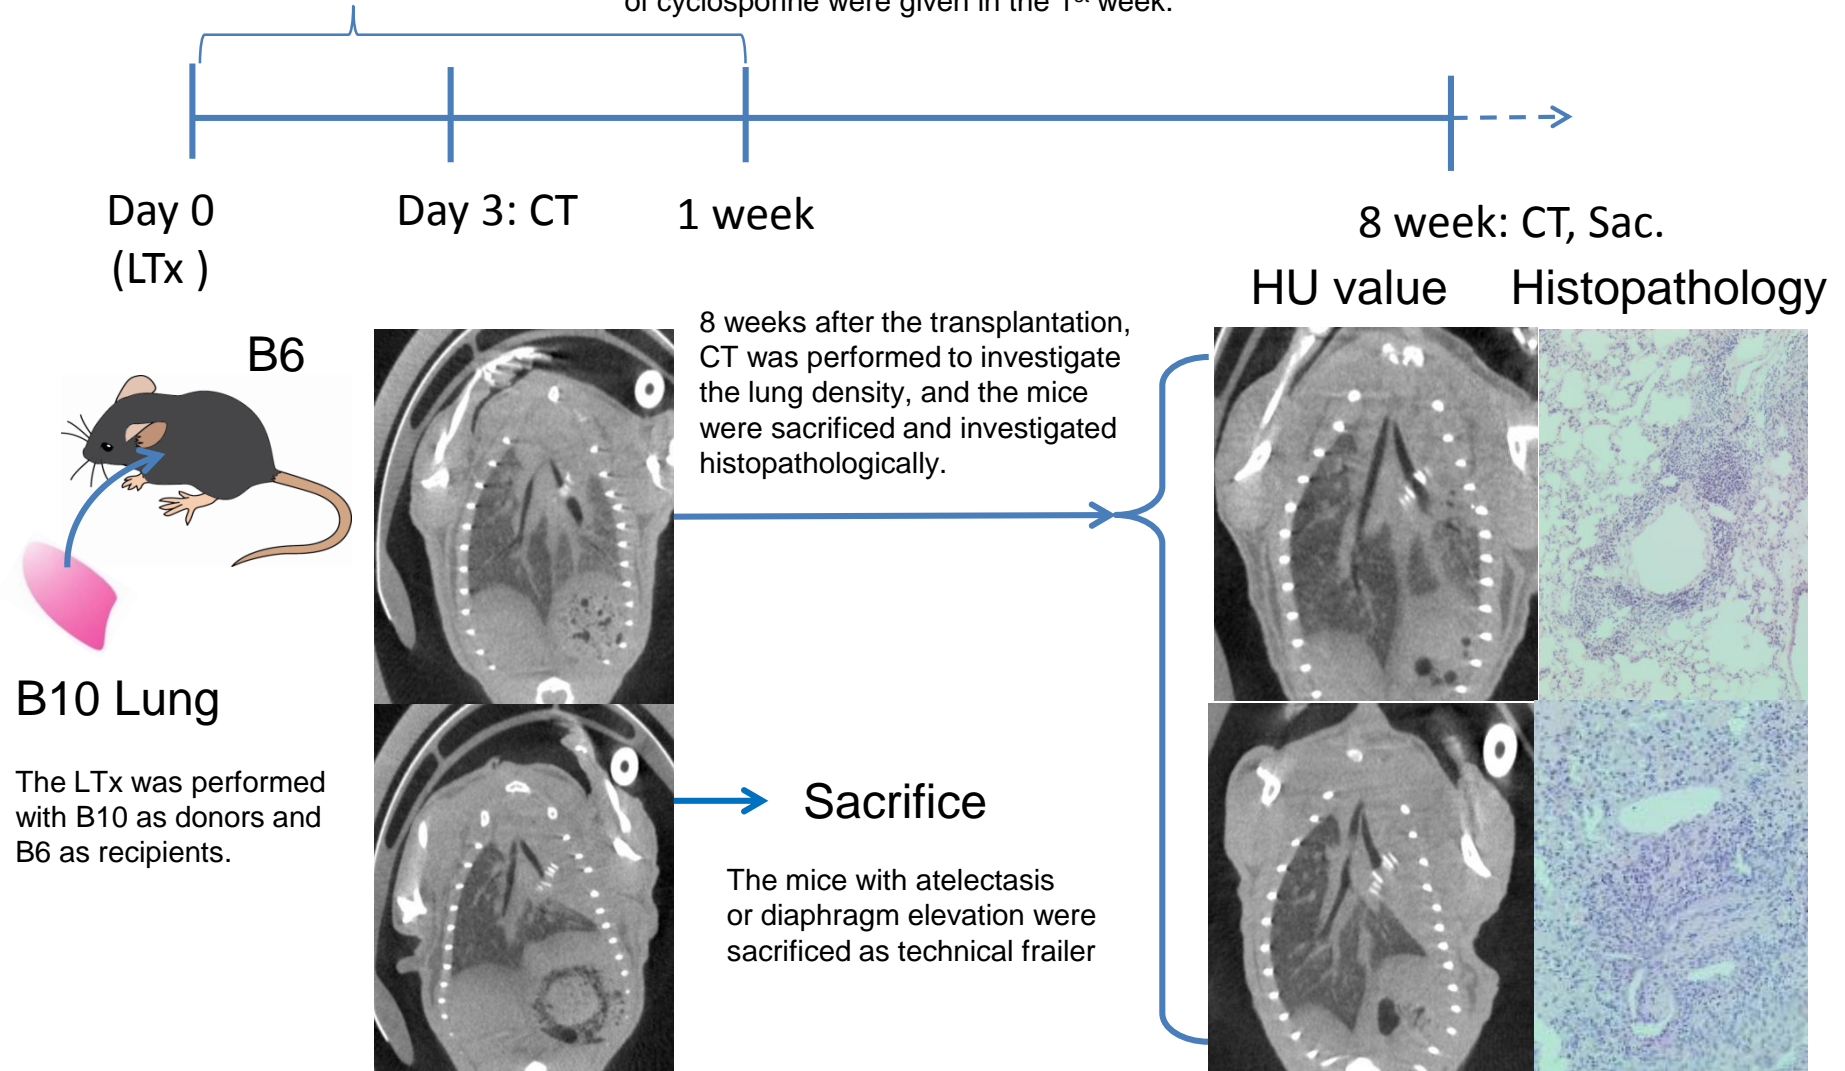 of cyclosporine were given in the 1st week.
Day 0
(LTx )
Day 3: CT
1 week
8 week: CT, Sac.
HU value
Histopathology
B6
8 weeks after the transplantation,
CT was performed to investigate
the lung density, and the mice
were sacrificed and investigated
histopathologically.
B10 Lung
The LTx was performed
with B10 as donors and
B6 as recipients.
Sacrifice
The mice with atelectasis
or diaphragm elevation were
sacrificed as technical frailer